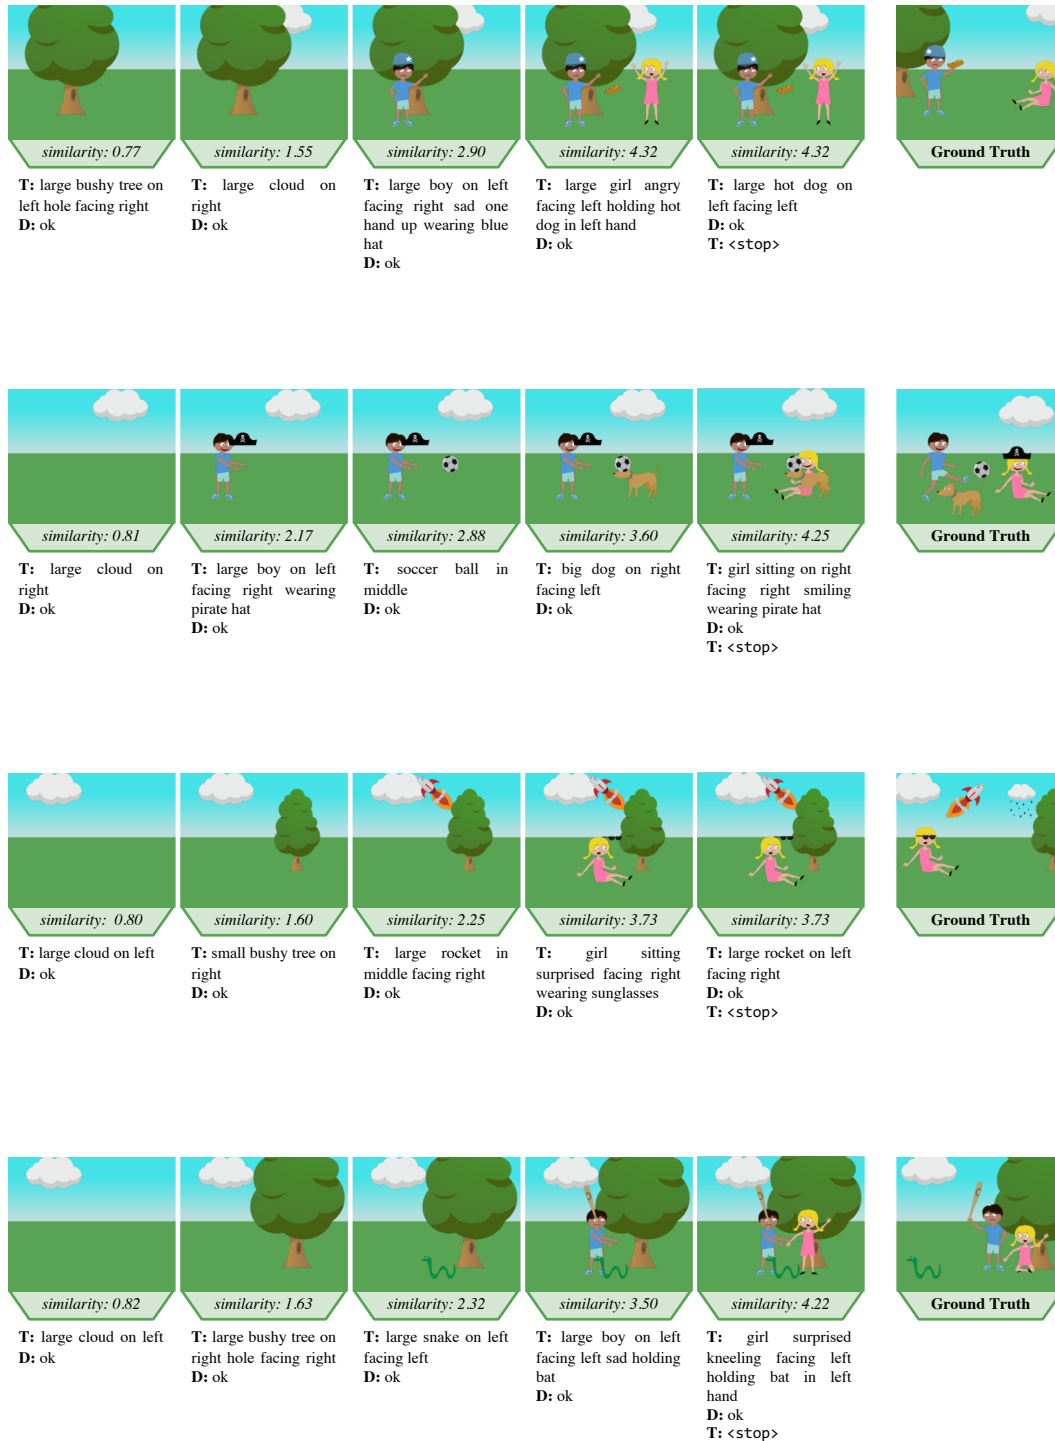 similarity: 0.77
similarity: 1.55
similarity: 2.90
similarity: 4.32
similarity: 4.32
Ground Truth
T: large bushy tree on
left hole facing right
D: ok
T: large cloud on
right
D: ok
T: large boy on left
facing right sad one
hand up wearing blue
hat
D: ok
T: large girl angry
facing left holding hot
dog in left hand
D: ok
T: large hot dog on
left facing left
D: ok
T: <stop>
similarity: 0.81
similarity: 2.17
similarity: 2.88
similarity: 3.60
similarity: 4.25
Ground Truth
T: large cloud on
right
D: ok
T: large boy on left
facing right wearing
pirate hat
D: ok
T: soccer ball in
middle
D: ok
T: big dog on right
facing left
D: ok
T: girl sitting on right
facing right smiling
wearing pirate hat
D: ok
T: <stop>
similarity: 0.80
similarity: 1.60
similarity: 2.25
similarity: 3.73
similarity: 3.73
Ground Truth
T: large cloud on left
D: ok
T: small bushy tree on
right
D: ok
T: large rocket in
middle facing right
D: ok
T: girl sitting
surprised facing right
wearing sunglasses
D: ok
T: large rocket on left
facing right
D: ok
T: <stop>
similarity: 0.82
similarity: 1.63
similarity: 2.32
similarity: 3.50
similarity: 4.22
Ground Truth
T: large cloud on left
D: ok
T: large bushy tree on
right hole facing right
D: ok
T: large snake on left
facing left
D: ok
T: large boy on left
facing left sad holding
bat
D: ok
T: girl surprised
kneeling facing left
holding bat in left
hand
D: ok
T: <stop>